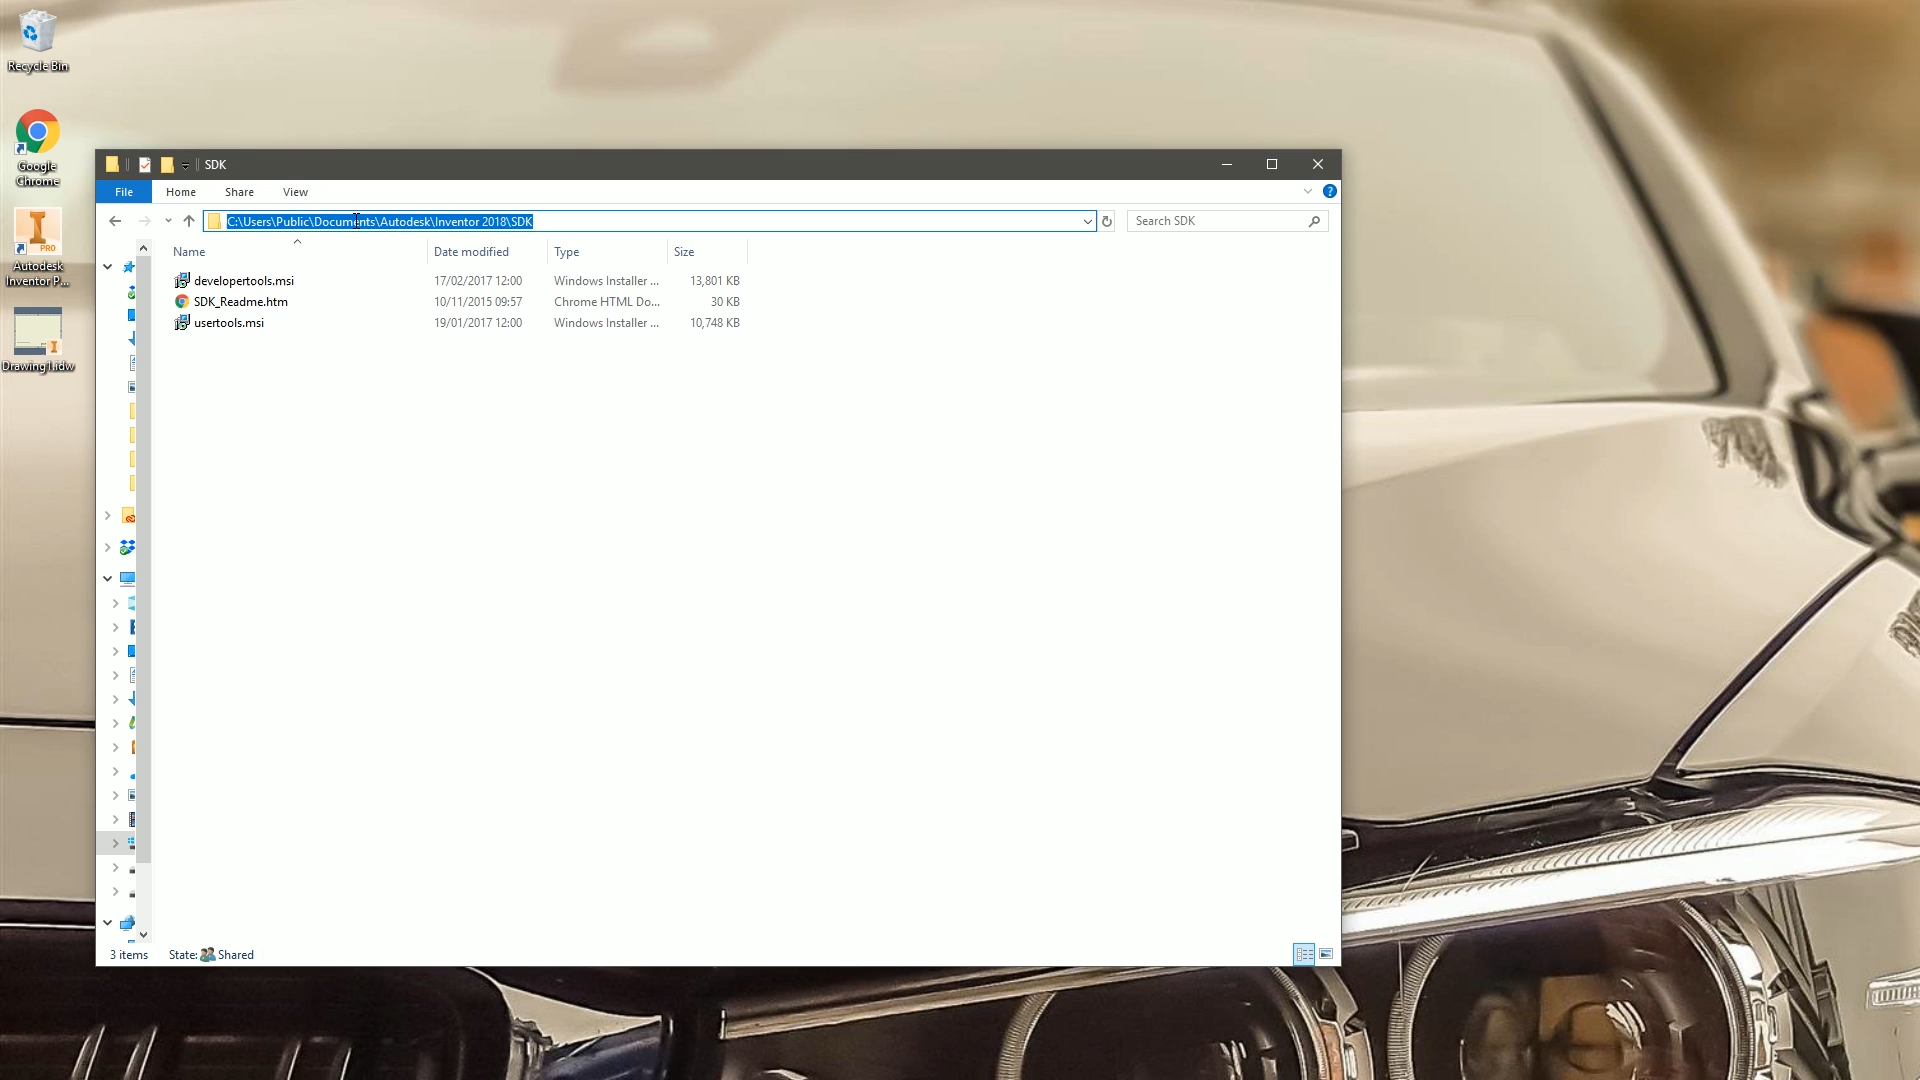 Recycle Bin
Google
Chrome
PRO
Autodesk
Inventor P...
Drawing1.idw
SDK
File
Home
Share
View
C:\Users\Public\Documents\Autodesk\Inventor 2018\SDK
Search SDK
Name
Date modified
Type
Size
developertools.msi
17/02/2017 12:00
Windows Installer ...
13,801 KB
SDK_Readme.htm
10/11/2015 09:57
Chrome HTML Do...
30 KB
usertools.msi
19/01/2017 12:00
Windows Installer ...
10,748 KB
3 items
State:
Shared